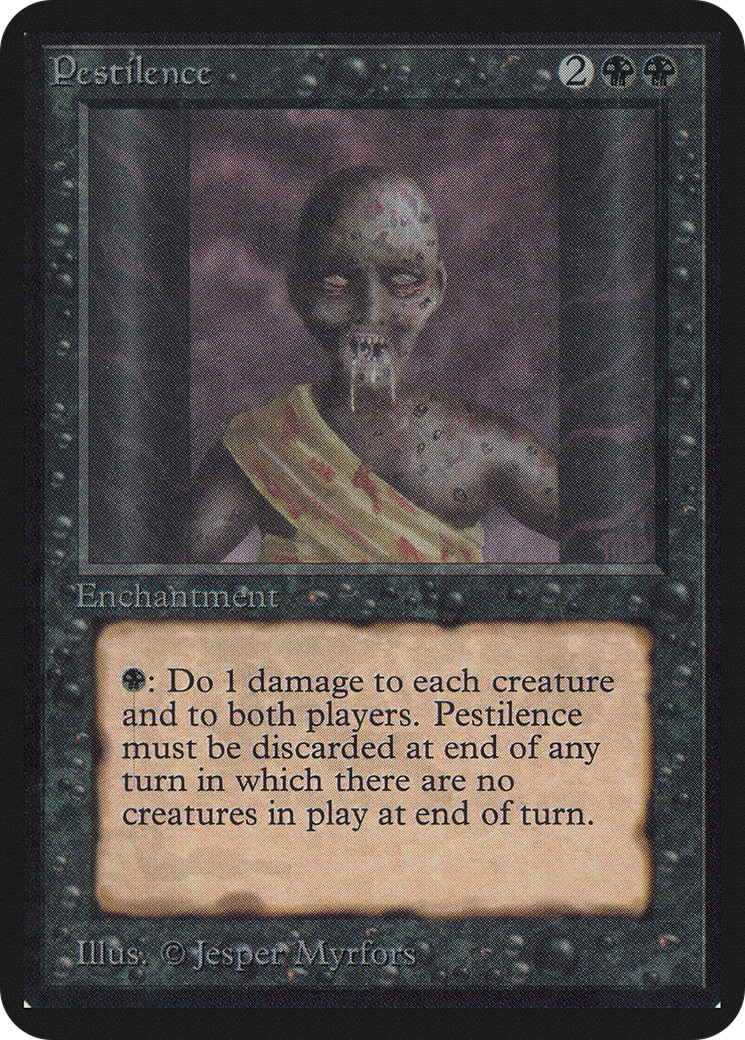 Pestilence 2
Enchantment
: Do 1 damage to each creature
and to both players. Pestilence
must be discarded at end of any
turn in which there are no
creatures in play at end of turn.
Illus. © Jesper Myrfors